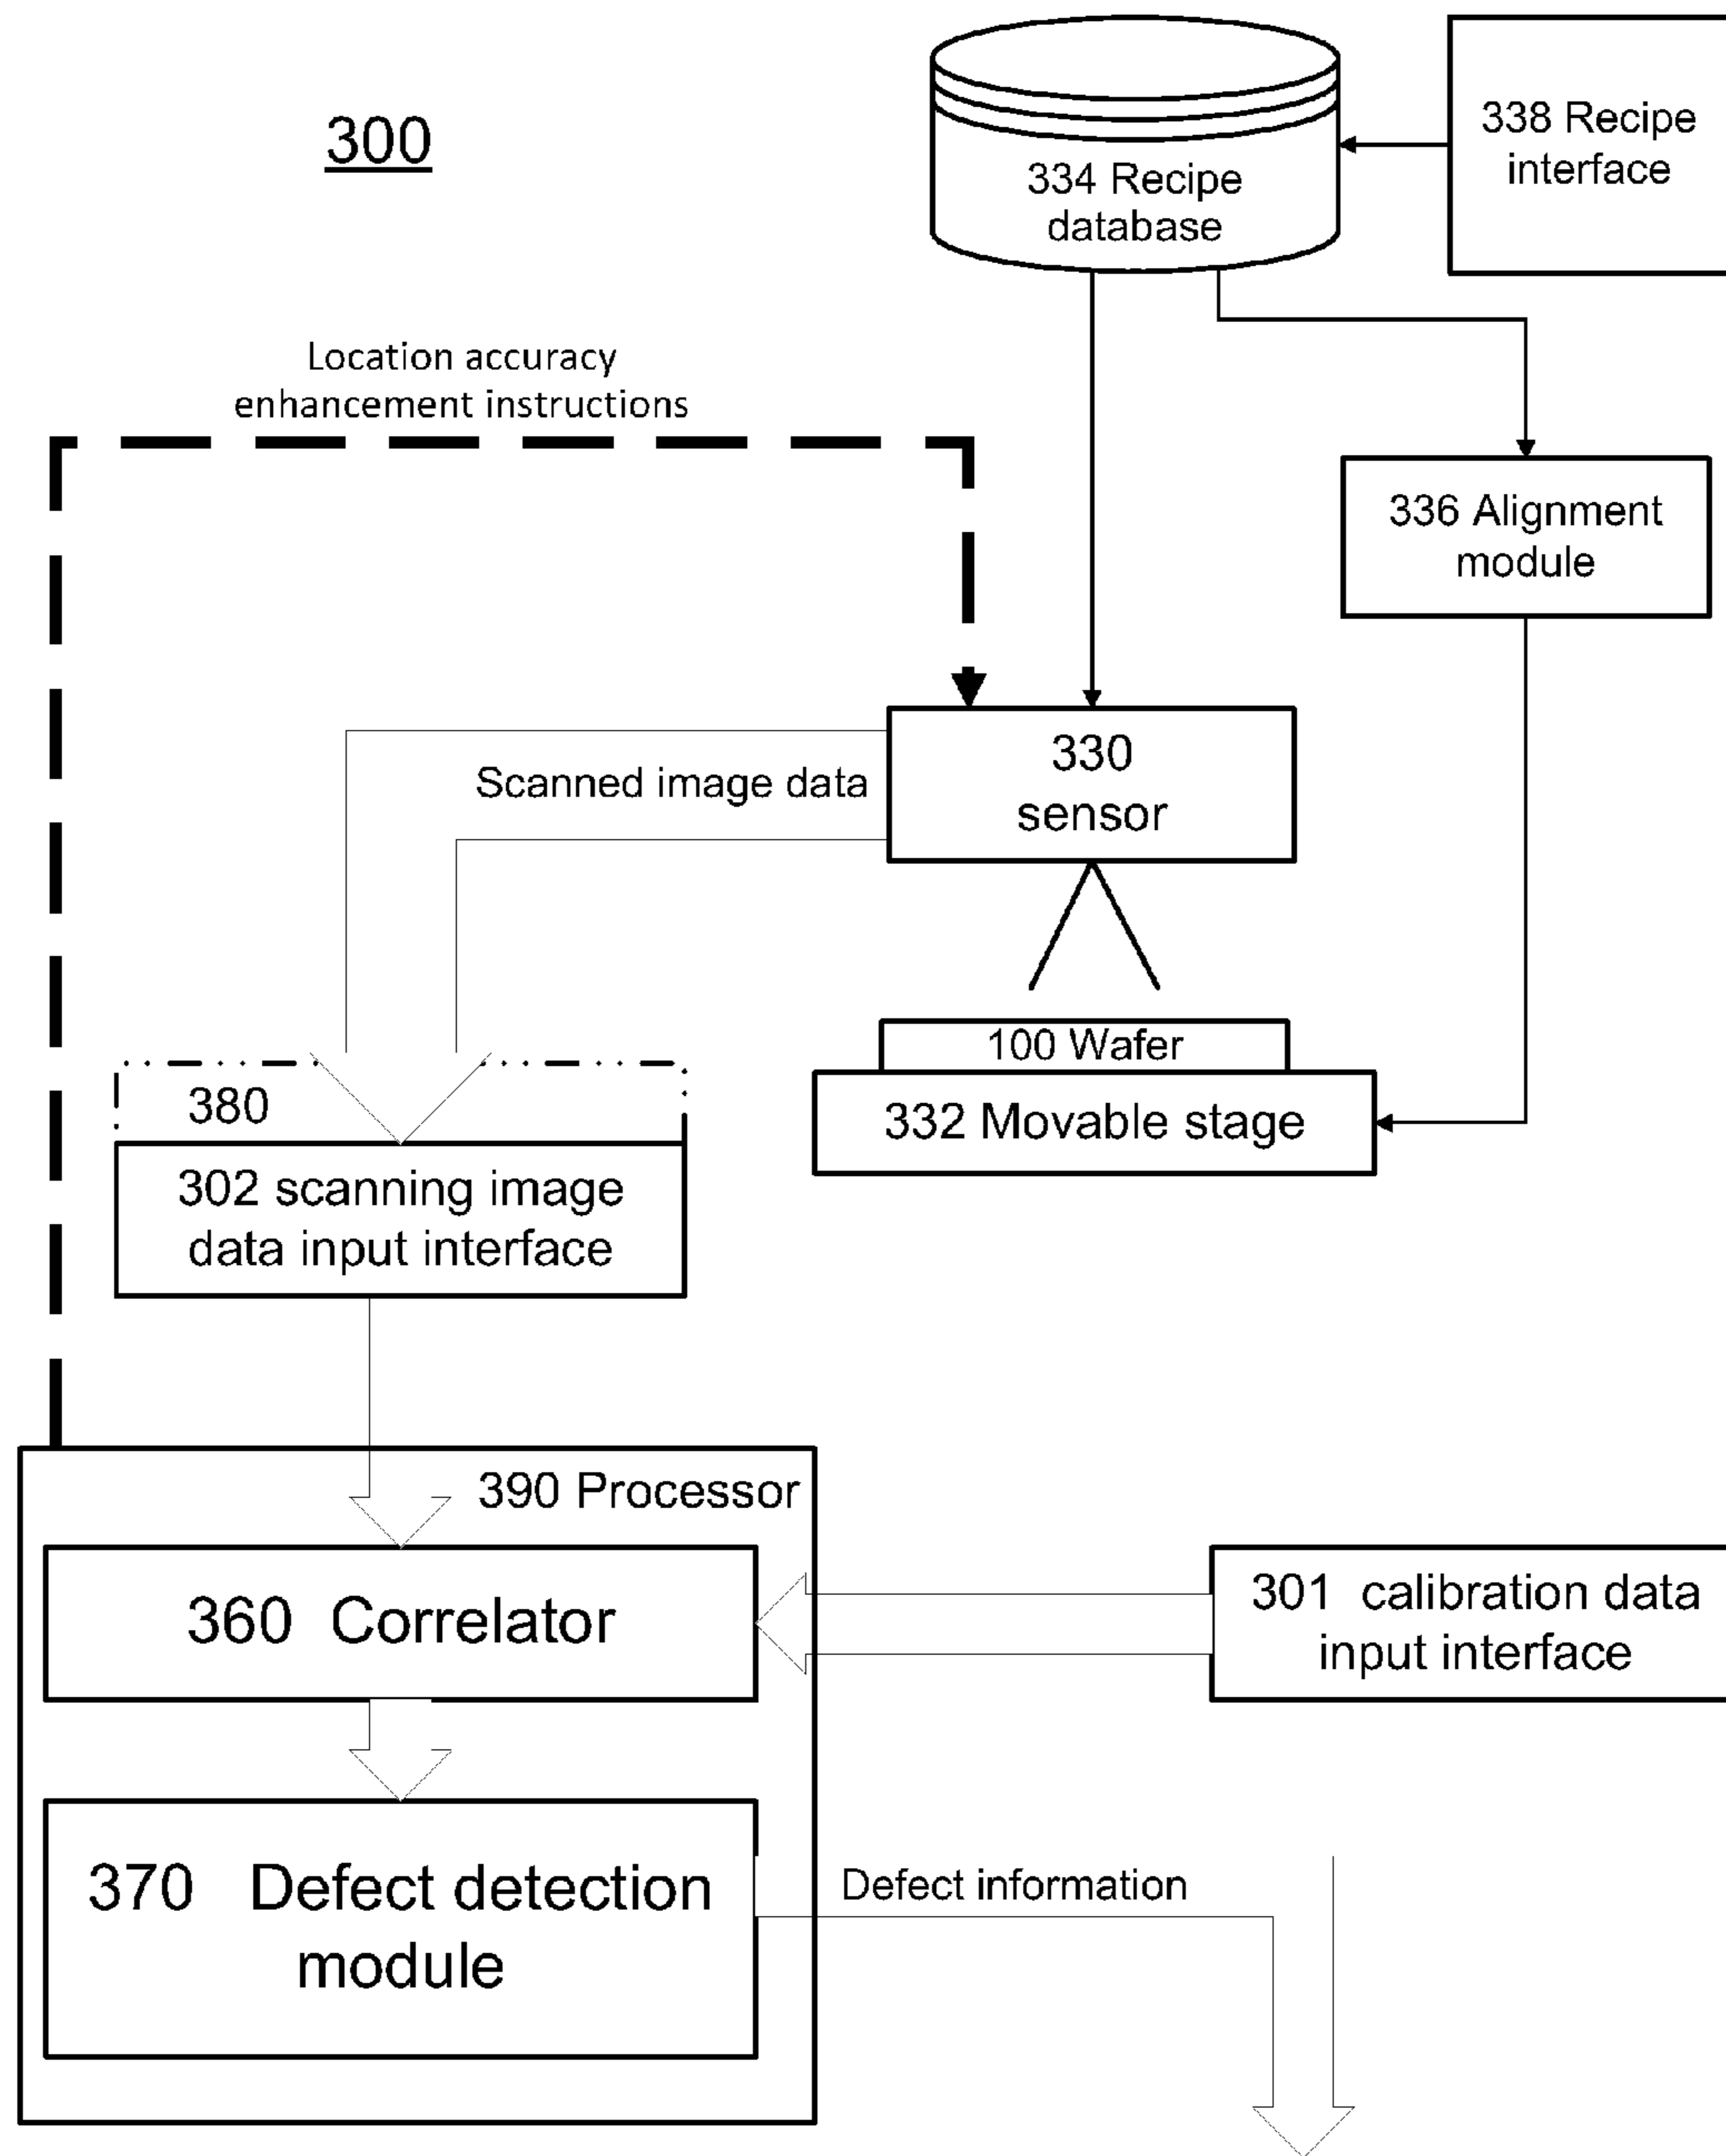 300
334 Recipe
database
338 Recipe
interface
Location accuracy
enhancement instructions
336 Alignment
module
330
sensor
Scanned image data
100 Wafer
332 Movable stage
380
302 scanning image
data input interface
390 Processor
360 Correlator
301 calibration data
input interface
370 Defect detection
module
Defect information